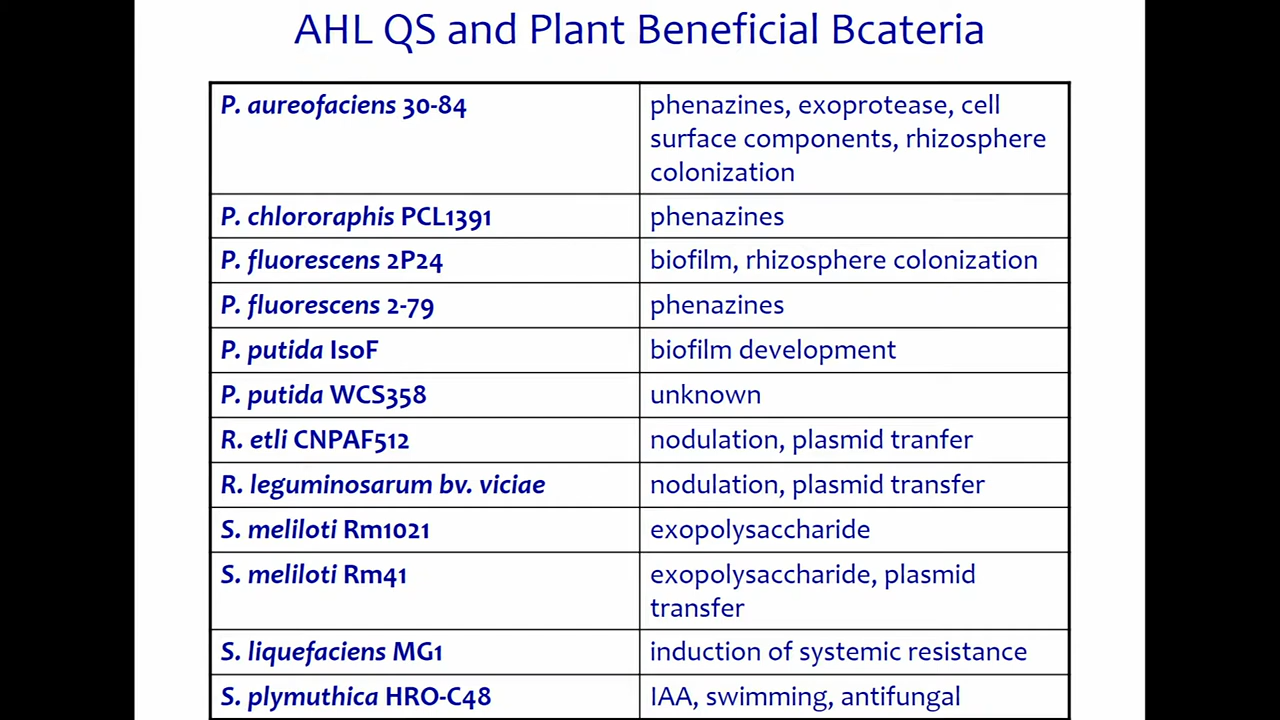 AHL QS and Plant Beneficial Bcateria
P. aureofaciens 30-84
phenazines, exoprotease, cell
surface components, rhizosphere
colonization
P. chlororaphis PCL1391
phenazines
P. fluorescens 2P24
biofilm, rhizosphere colonization
P. fluorescens 2-79
phenazines
P. putida IsoF
biofilm development
P. putida WCS358
unknown
R. etli CNPAF512
nodulation, plasmid tranfer
R. leguminosarum bv. viciae
nodulation, plasmid transfer
S. meliloti Rm1021
exopolysaccharide
S. meliloti Rm41
exopolysaccharide, plasmid
transfer
S. liquefaciens MG1
induction of systemic resistance
S. plymuthica HRO-C48
IAA, swimming, antifungal